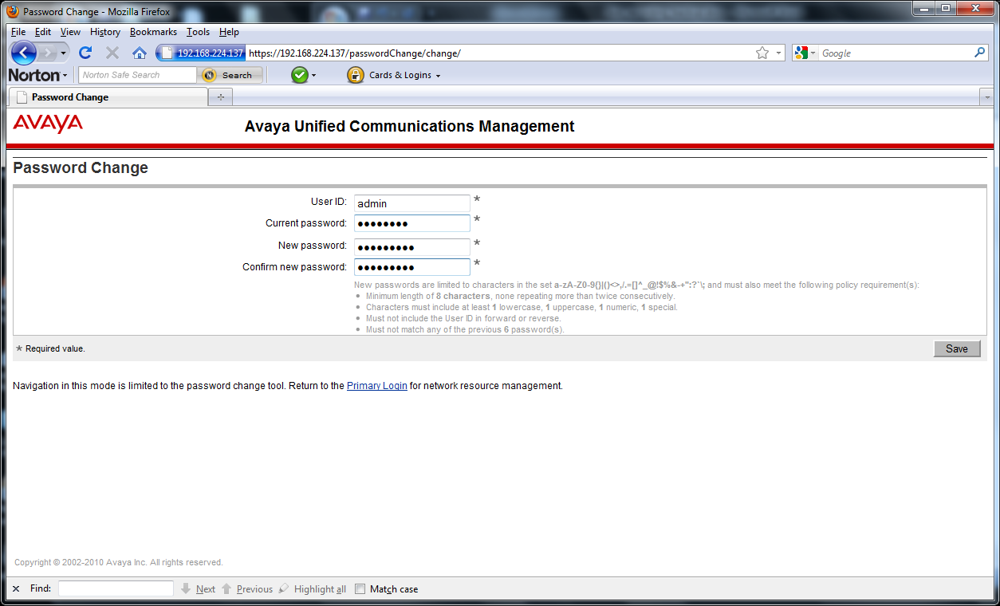 Password Change - Mozilla Firefox
File Edit View History Bookmarks Tools Help
192.168.224.137 https://192.168.224.137/passwordChange/change/ Google
Norton Norton Safe Search Search Cards & Logins
Password Change
AVAYA Avaya Unified Communications Management
Password Change
User ID: admin *
Current password: ●●●●●●●● *
New password: ●●●●●●●●● *
Confirm new password: ●●●●●●●●● *
New passwords are limited to characters in the set a-zA-Z0-9{}|()<>,/.=[]^_@!$%&-+":?`\; and must also meet the following policy requirement(s):
• Minimum length of 8 characters, none repeating more than twice consecutively.
• Characters must include at least 1 lowercase, 1 uppercase, 1 numeric, 1 special.
• Must not include the User ID in forward or reverse.
• Must not match any of the previous 6 password(s).
* Required value. Save
Navigation in this mode is limited to the password change tool. Return to the Primary Login for network resource management.
Copyright © 2002-2010 Avaya Inc. All rights reserved.
× Find: Next Previous Highlight all Match case